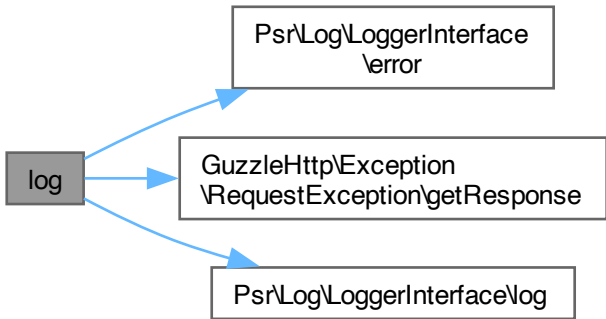 Psr\Log\LoggerInterface
\error
log
GuzzleHttp\Exception
\RequestException\getResponse
Psr\Log\LoggerInterface\log